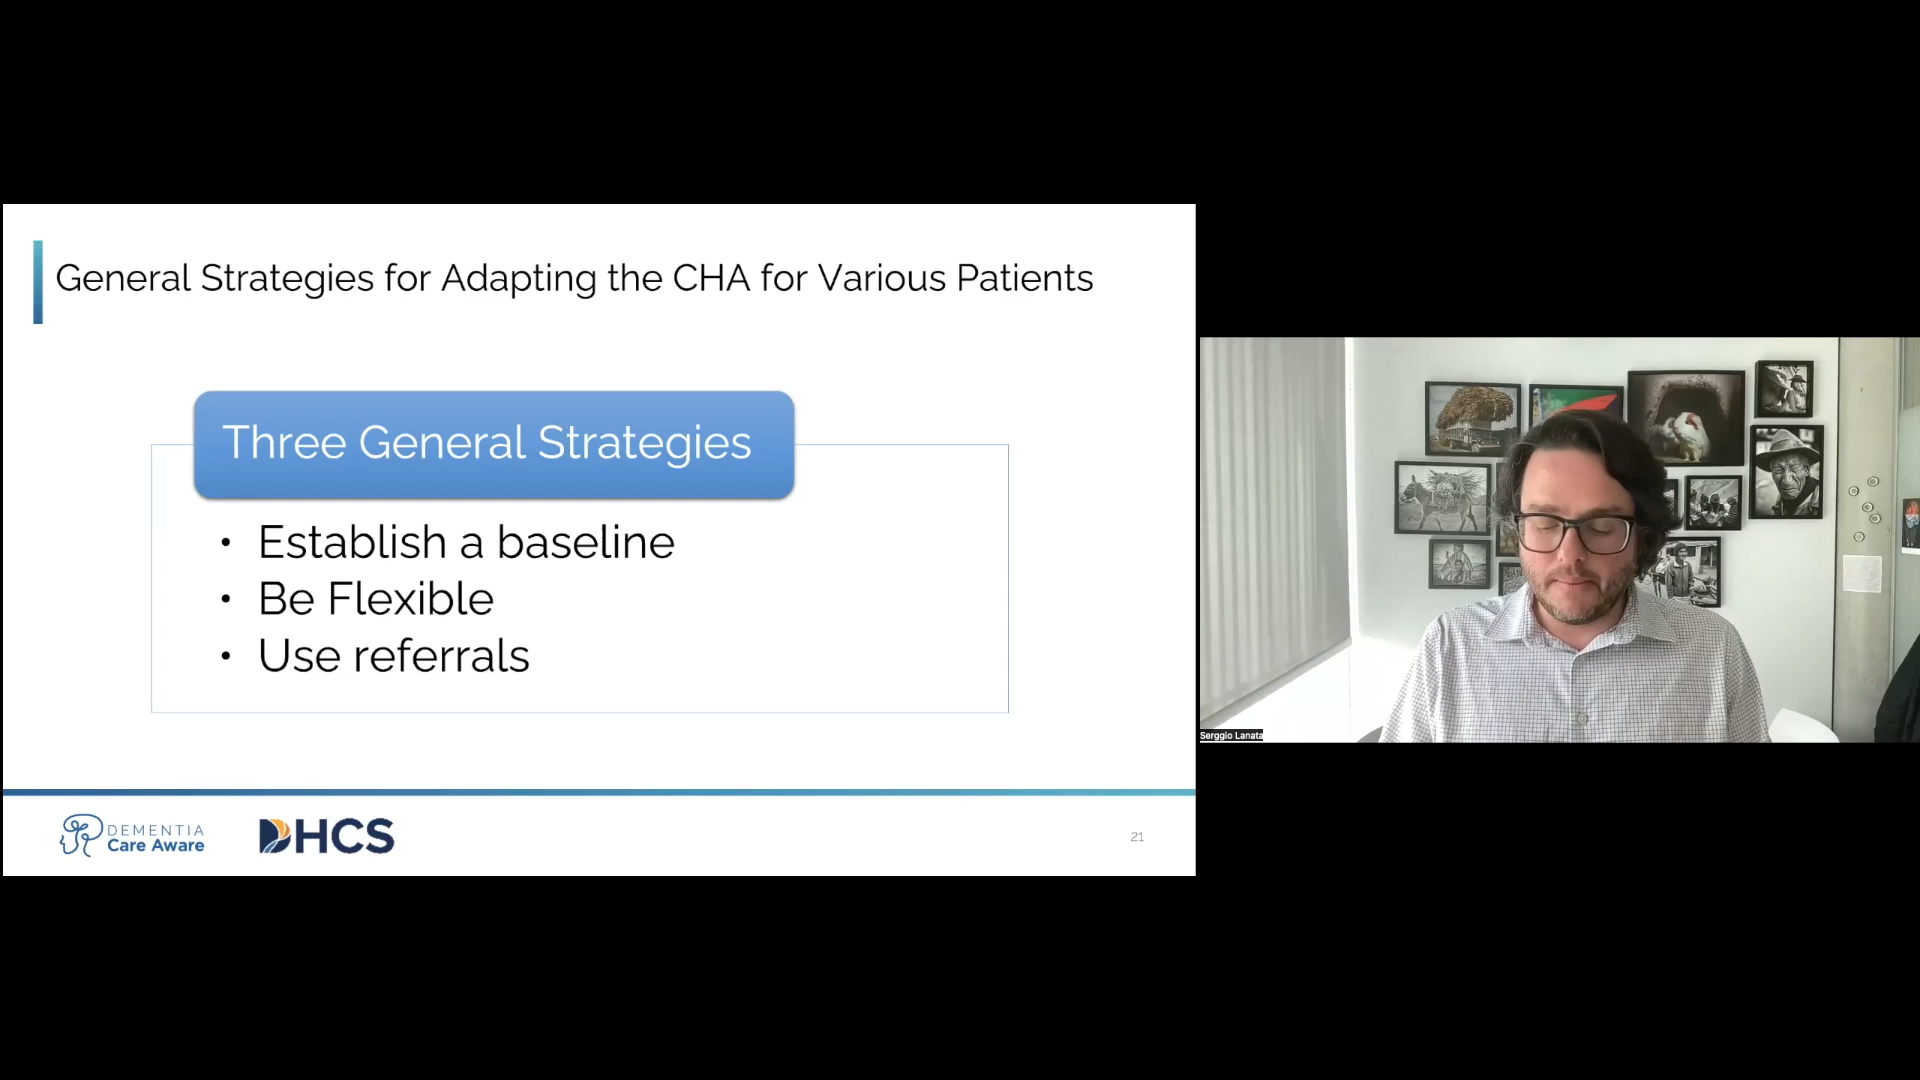 General Strategies for Adapting the CHA for Various Patients
Three General Strategies
• Establish a baseline
• Be Flexible
• Use referrals
DEMENTIA
Care Aware
DHCS
21
Serggio Lanata